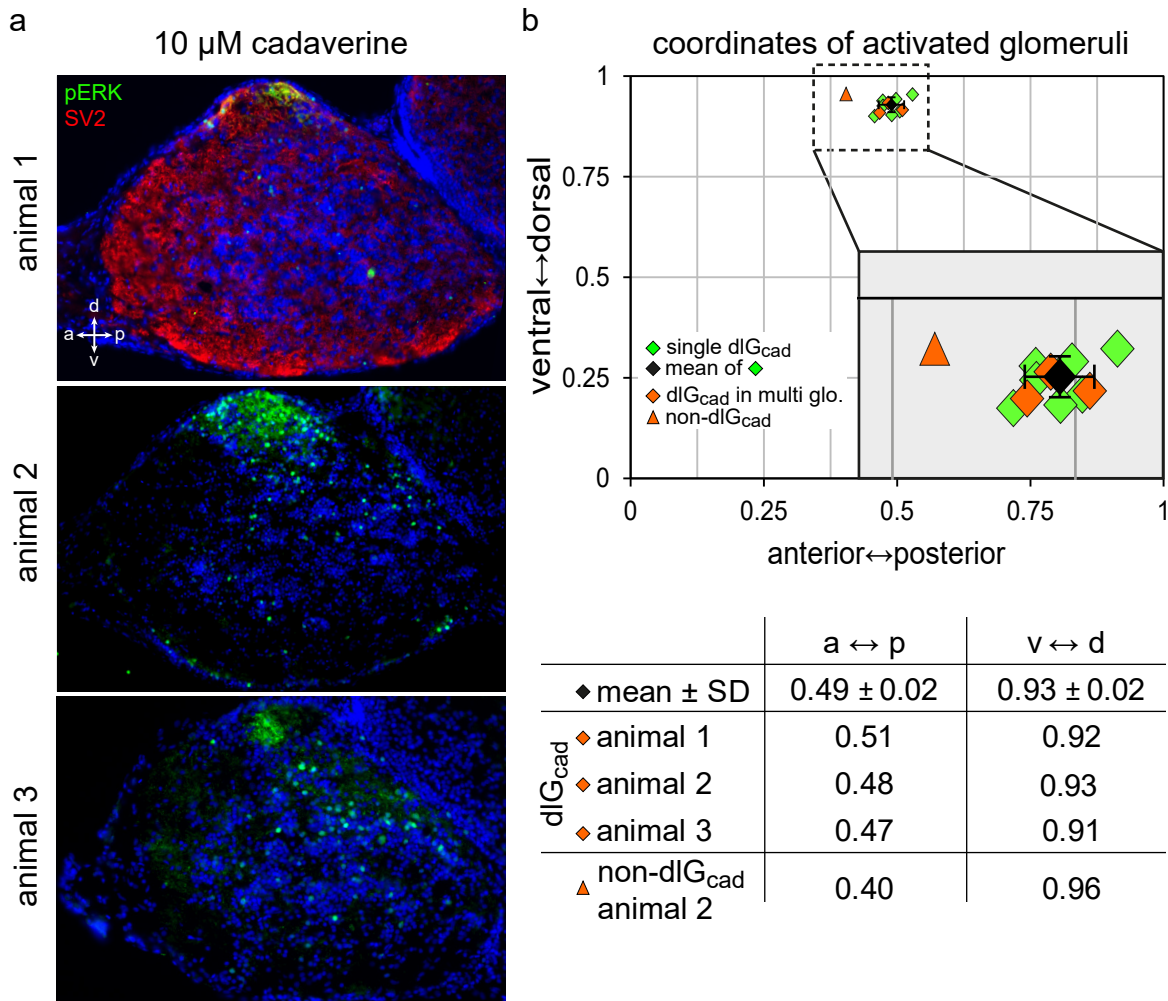 a
10 μM cadaverine
pERK
SV2
d
a p
v
animal 1
animal 2
animal 3
b
coordinates of activated glomeruli
1
0.75
0.5
0.25
0
ventral↔dorsal
single dlGcad
mean of
dlGcad in multi glo.
non-dlGcad
0 0.25 0.5 0.75 1
anterior↔posterior
a ↔ p v ↔ d
mean ± SD 0.49 ± 0.02 0.93 ± 0.02
dlGcad
animal 1 0.51 0.92
animal 2 0.48 0.93
animal 3 0.47 0.91
non-dlGcad
animal 2 0.40 0.96